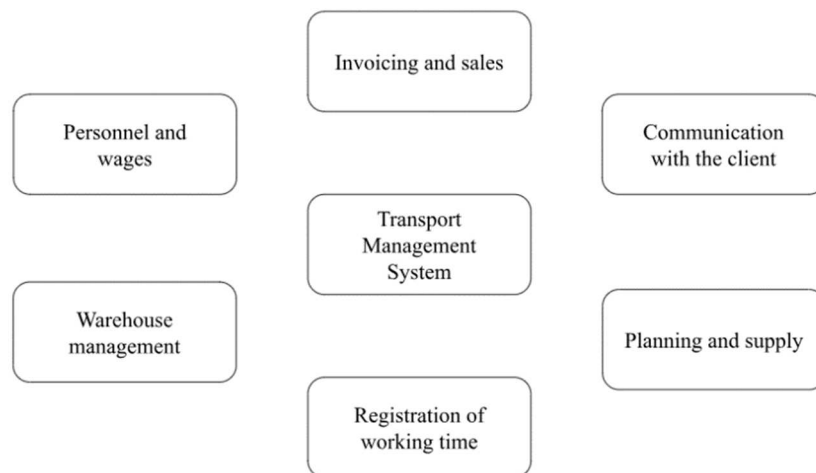 Invoicing and sales
Personnel and
wages
Communication
with the client
Transport
Management
System
Warehouse
management
Planning and supply
Registration of
working time